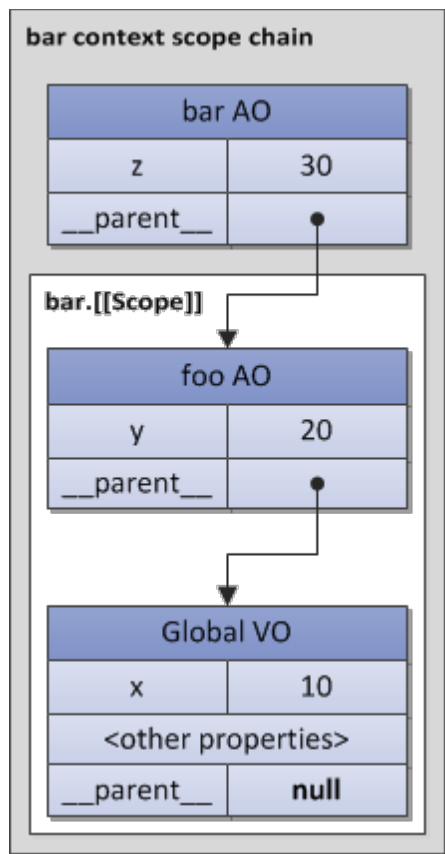 bar context scope chain
bar AO
z 30
__parent__
bar.[[Scope]]
foo AO
y 20
__parent__
Global VO
x 10
<other properties>
__parent__ null